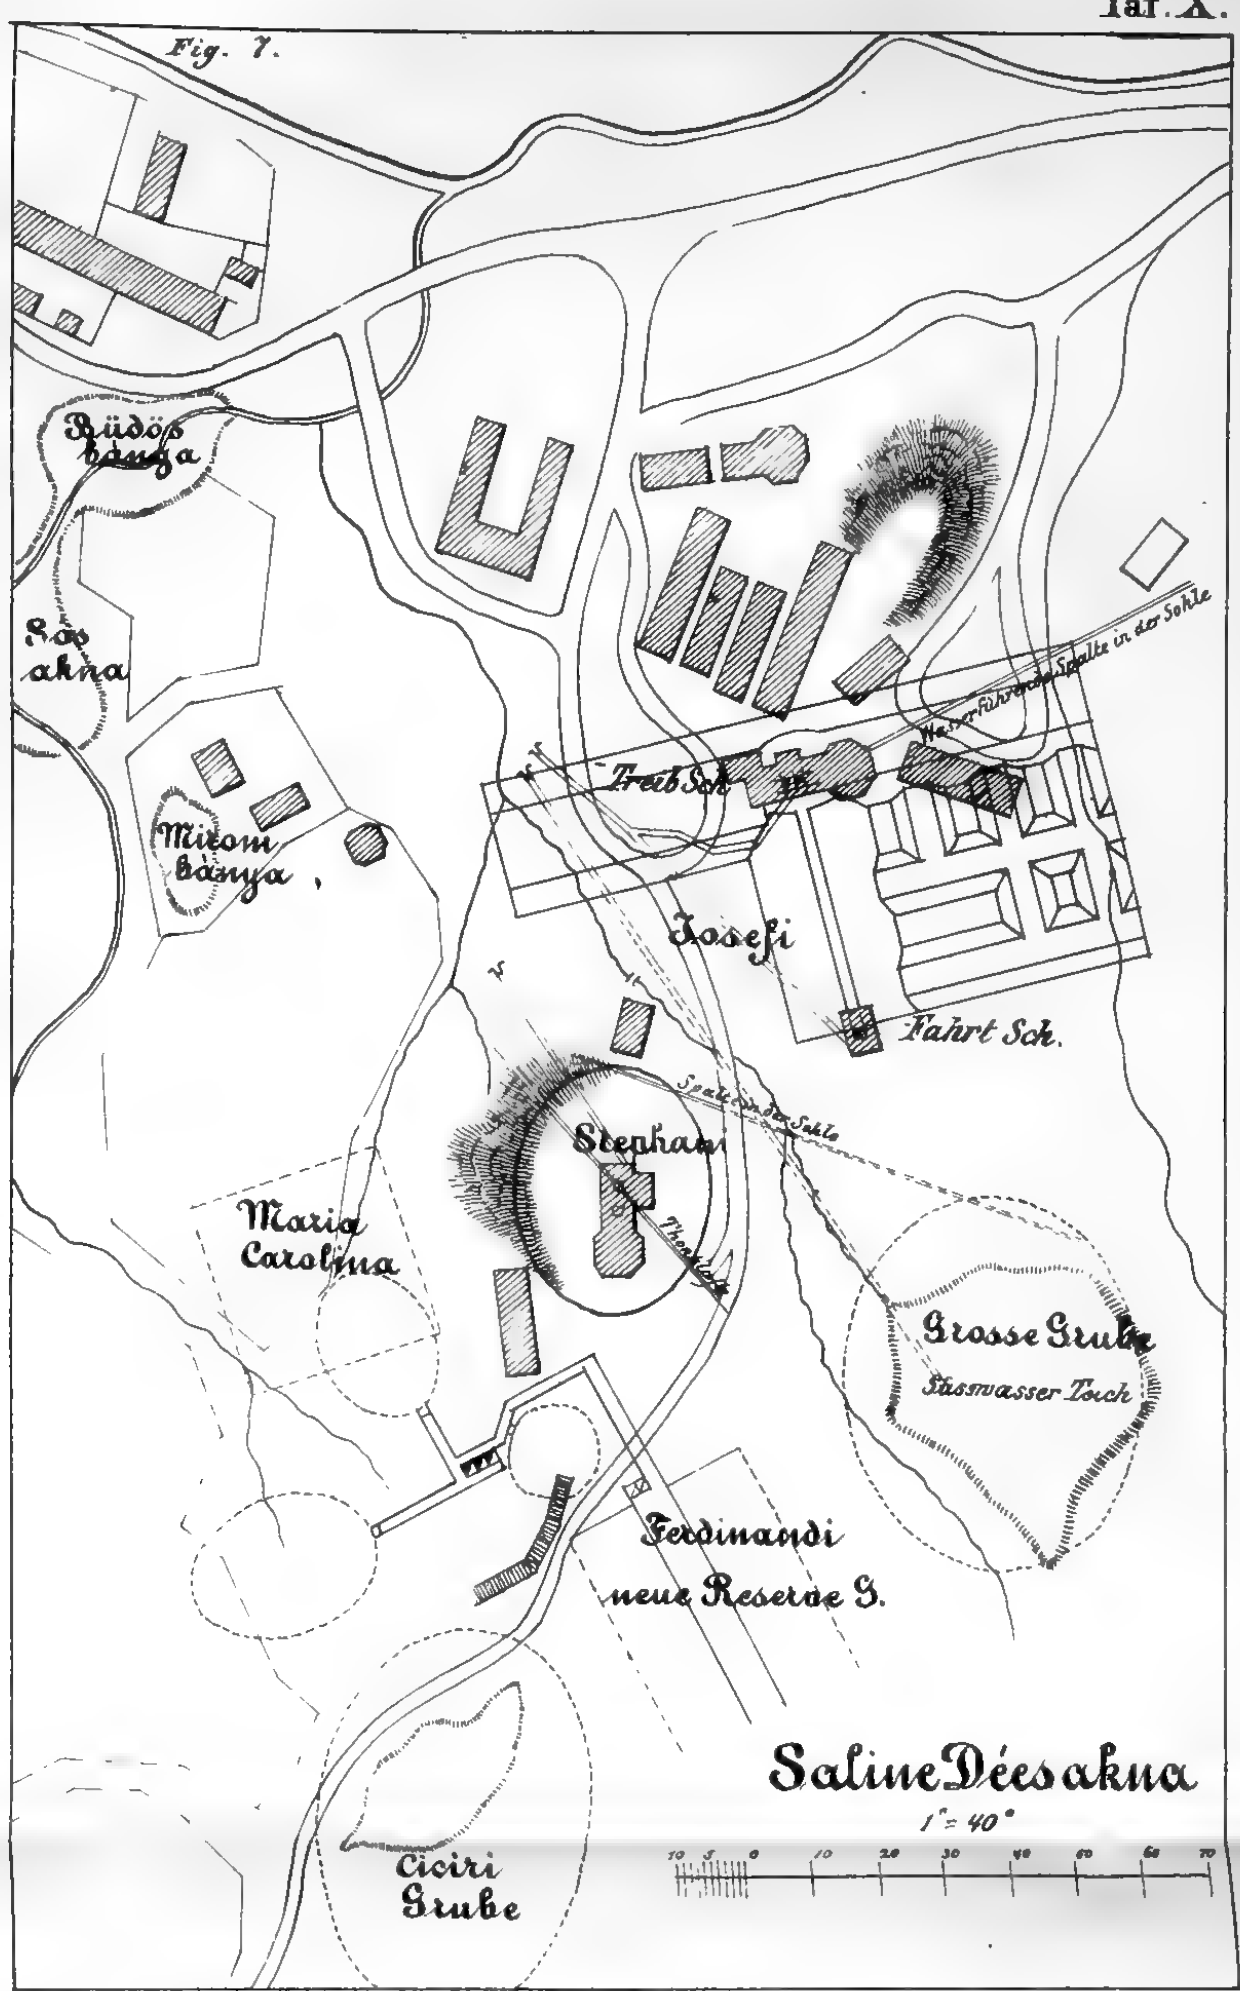 Taf. X.
Fig. 7.
Büdös
bánya
Sós
akna
Wasserführende Spalte in der Sohle
Treib Sch.
Mirom
bánya
Josefi
Fahrt Sch.
Spalte in der Sohle
Stephani
Maria
Carolina
Grosse Grube
Süsswasser Teich
Ferdinandi
neue Reserve G.
Saline Déesakna
1" = 40°
10 5 0 10 20 30 40 50 60 70
Ciciri
Grube